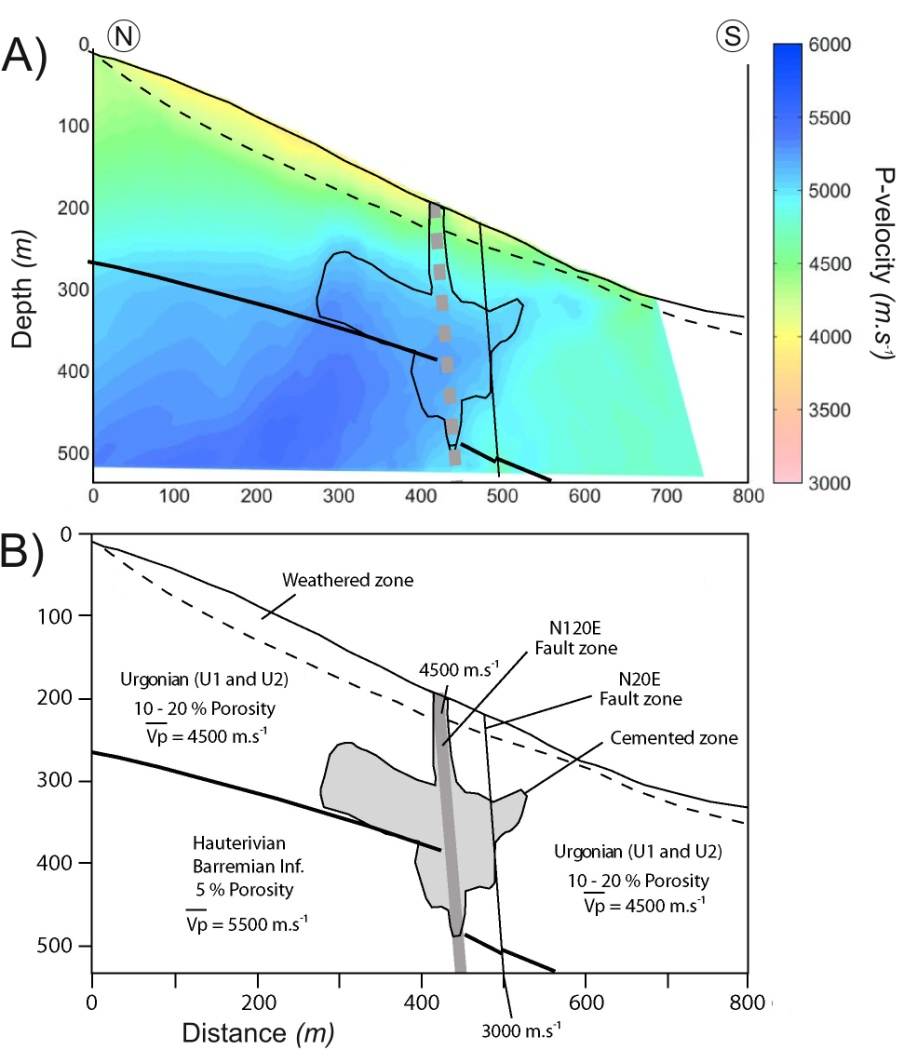 A)
N
S
0
100
200
300
400
500
Depth (m)
0 100 200 300 400 500 600 700 800
6000
5500
5000
4500
4000
3500
3000
P-velocity (m.s⁻¹)
B)
0
100
200
300
400
500
Weathered zone
N120E
Fault zone
4500 m.s⁻¹
N20E
Fault zone
Cemented zone
Urgonian (U1 and U2)
10 - 20 % Porosity
V̅p̅ = 4500 m.s⁻¹
Hauterivian
Barremian Inf.
5 % Porosity
V̅p̅ = 5500 m.s⁻¹
Urgonian (U1 and U2)
10 - 20 % Porosity
V̅p̅ = 4500 m.s⁻¹
0 200 400 600 800
Distance (m)
3000 m.s⁻¹